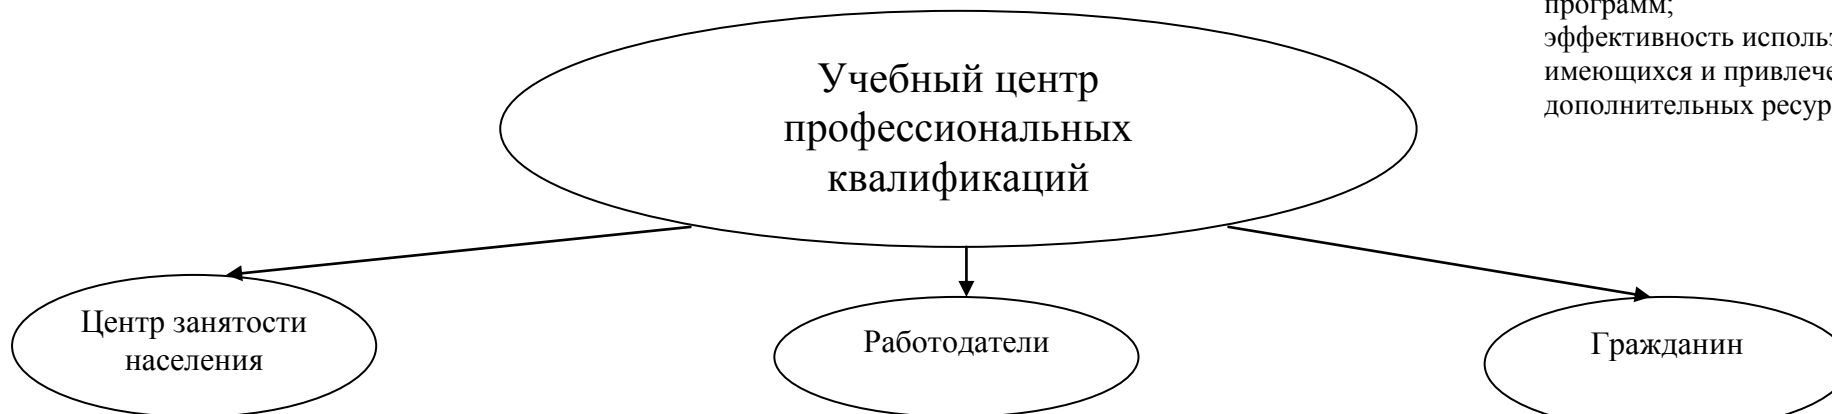 программ;
эффективность
имеющихся и
дополнительных
Учебный центр
профессиональных
квалификаций
Центр занятости
населения
Работодатели
Гражданин